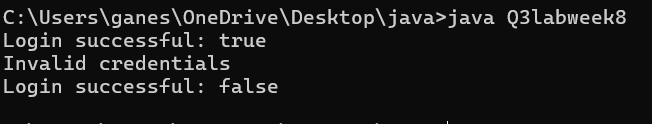 C:\Users\ganes\OneDrive\Desktop\java>java Q3labweek8
Login successful: true
Invalid credentials
Login successful: false